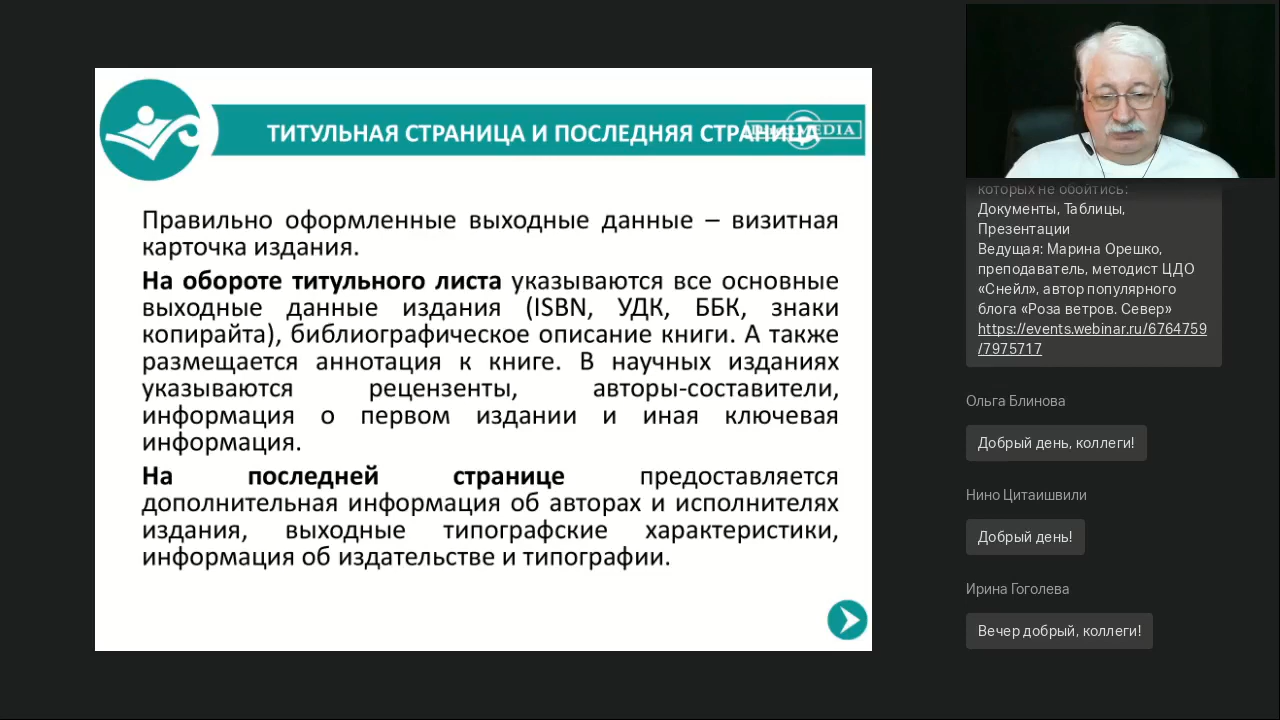 ТИТУЛЬНАЯ СТРАНИЦА И ПОСЛЕДНЯЯ СТРАНИЦА
MEDIA
Правильно оформленные выходные данные – визитная
карточка издания.
На обороте титульного листа указываются все основные
выходные данные издания (ISBN, УДК, ББК, знаки
копирайта), библиографическое описание книги. А также
размещается аннотация к книге. В научных изданиях
указываются рецензенты, авторы-составители,
информация о первом издании и иная ключевая
информация.
На последней странице предоставляется
дополнительная информация об авторах и исполнителях
издания, выходные типографские характеристики,
информация об издательстве и типографии.
которых не обойтись:
Документы, Таблицы,
Презентации
Ведущая: Марина Орешко,
преподаватель, методист ЦДО
«Снейл», автор популярного
блога «Роза ветров. Север»
https://events.webinar.ru/6764759
/7975717
Ольга Блинова
Добрый день, коллеги!
Нино Цитаишвили
Добрый день!
Ирина Гоголева
Вечер добрый, коллеги!